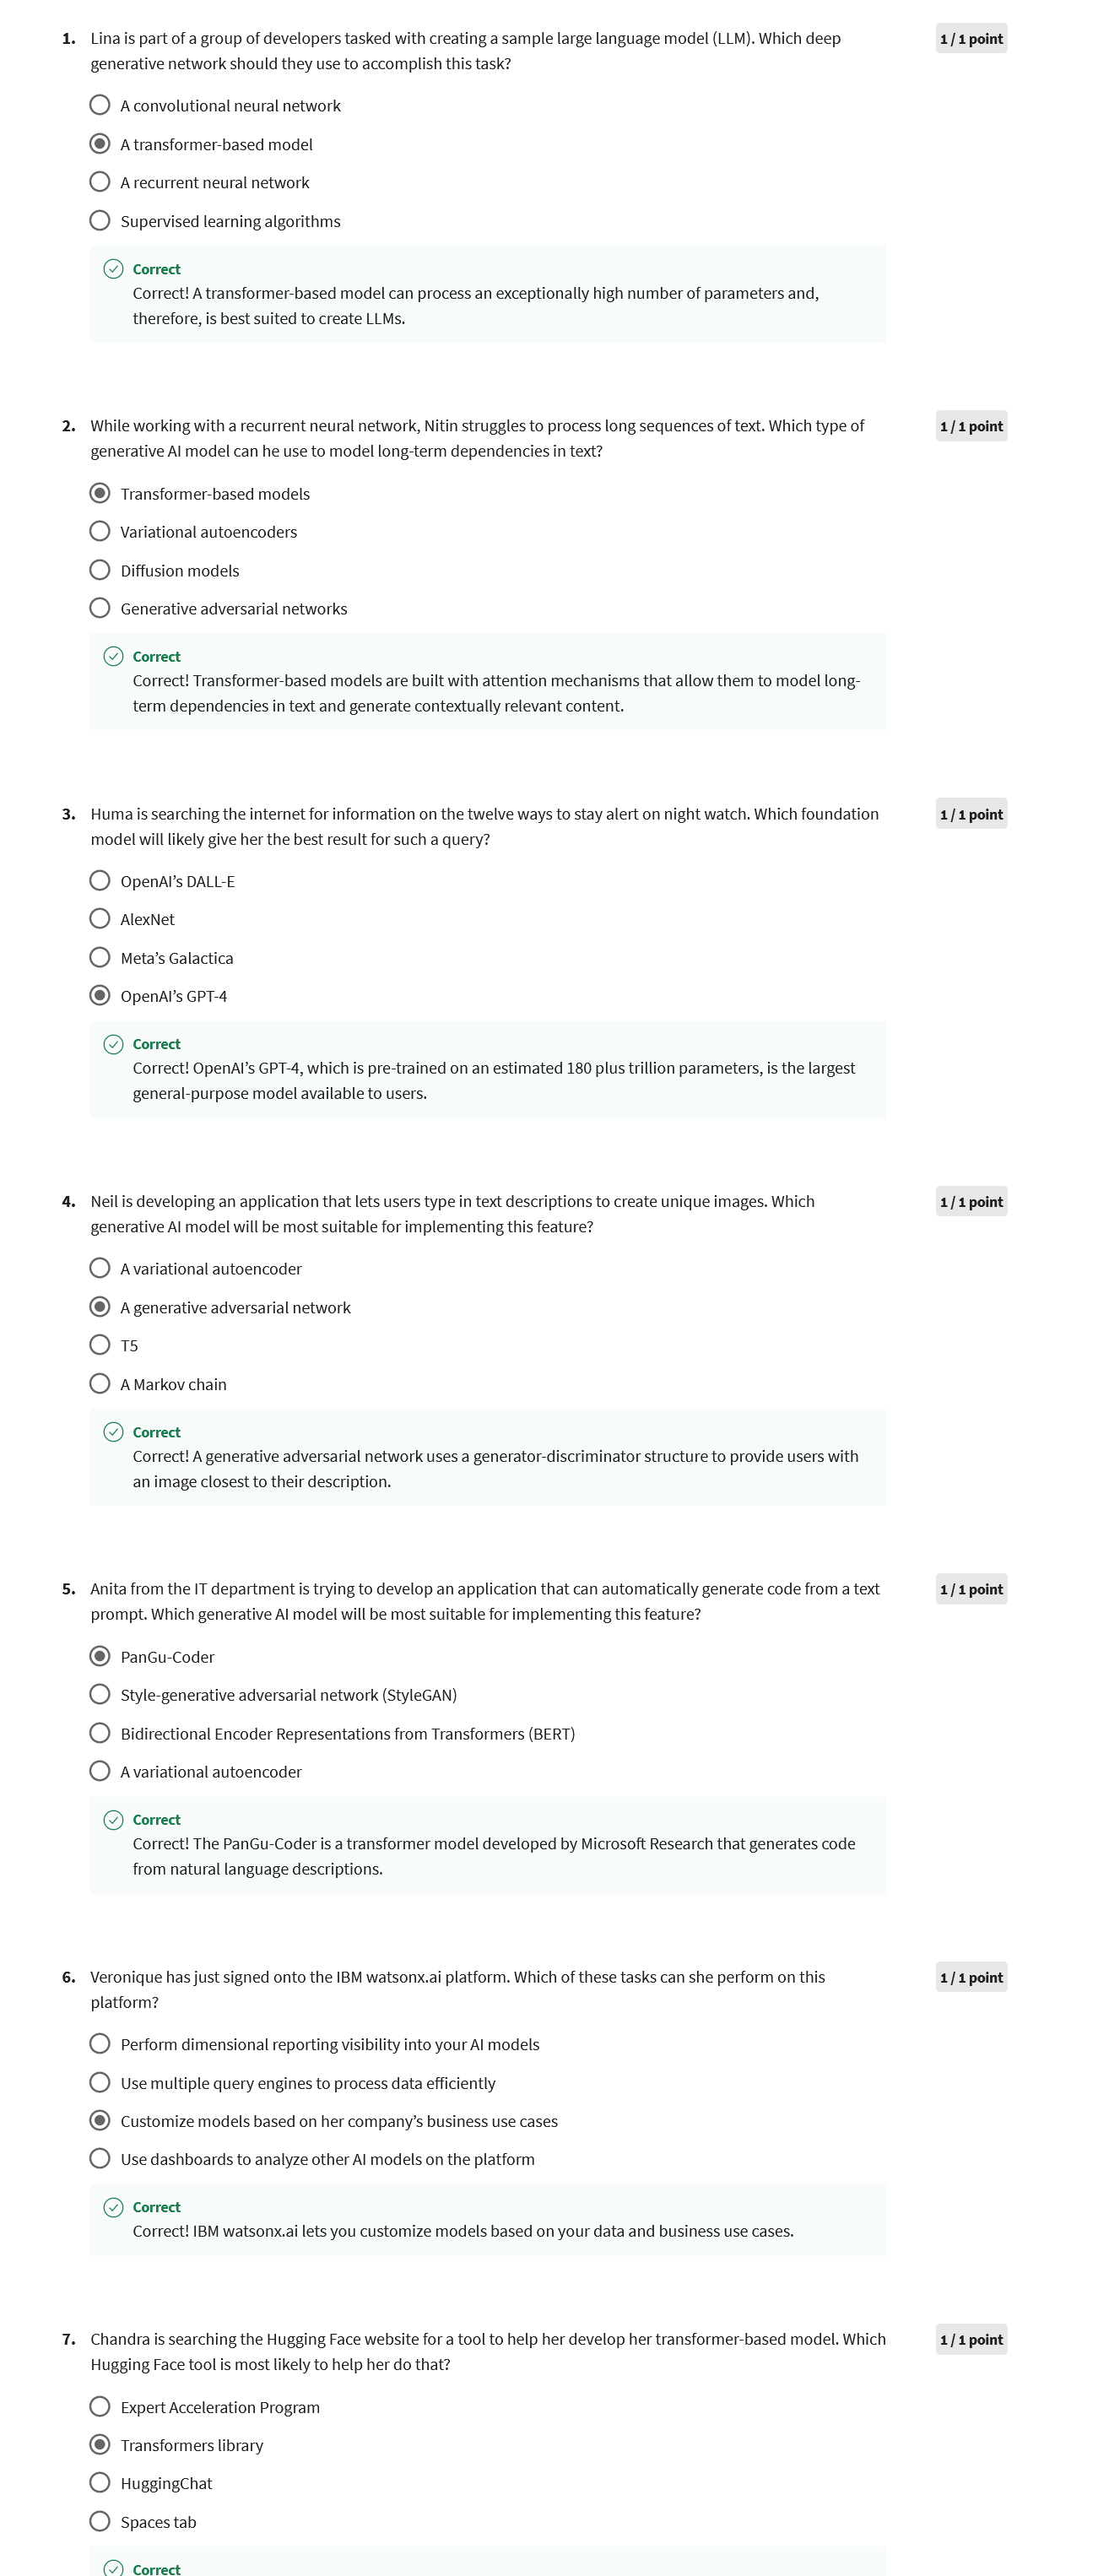 1. Lina is part of a group of developers tasked with creating a sample large language model (LLM). Which deep
generative network should they use to accomplish this task?
1 / 1 point
A convolutional neural network
A transformer-based model
A recurrent neural network
Supervised learning algorithms
Correct
Correct! A transformer-based model can process an exceptionally high number of parameters and,
therefore, is best suited to create LLMs.
2. While working with a recurrent neural network, Nitin struggles to process long sequences of text. Which type of
generative AI model can he use to model long-term dependencies in text?
1 / 1 point
Transformer-based models
Variational autoencoders
Diffusion models
Generative adversarial networks
Correct
Correct! Transformer-based models are built with attention mechanisms that allow them to model long-
term dependencies in text and generate contextually relevant content.
3. Huma is searching the internet for information on the twelve ways to stay alert on night watch. Which foundation
model will likely give her the best result for such a query?
1 / 1 point
OpenAI’s DALL-E
AlexNet
Meta’s Galactica
OpenAI’s GPT-4
Correct
Correct! OpenAI’s GPT-4, which is pre-trained on an estimated 180 plus trillion parameters, is the largest
general-purpose model available to users.
4. Neil is developing an application that lets users type in text descriptions to create unique images. Which
generative AI model will be most suitable for implementing this feature?
1 / 1 point
A variational autoencoder
A generative adversarial network
T5
A Markov chain
Correct
Correct! A generative adversarial network uses a generator-discriminator structure to provide users with
an image closest to their description.
5. Anita from the IT department is trying to develop an application that can automatically generate code from a text
prompt. Which generative AI model will be most suitable for implementing this feature?
1 / 1 point
PanGu-Coder
Style-generative adversarial network (StyleGAN)
Bidirectional Encoder Representations from Transformers (BERT)
A variational autoencoder
Correct
Correct! The PanGu-Coder is a transformer model developed by Microsoft Research that generates code
from natural language descriptions.
6. Veronique has just signed onto the IBM watsonx.ai platform. Which of these tasks can she perform on this
platform?
1 / 1 point
Perform dimensional reporting visibility into your AI models
Use multiple query engines to process data efficiently
Customize models based on her company’s business use cases
Use dashboards to analyze other AI models on the platform
Correct
Correct! IBM watsonx.ai lets you customize models based on your data and business use cases.
7. Chandra is searching the Hugging Face website for a tool to help her develop her transformer-based model. Which
Hugging Face tool is most likely to help her do that?
1 / 1 point
Expert Acceleration Program
Transformers library
HuggingChat
Spaces tab
Correct